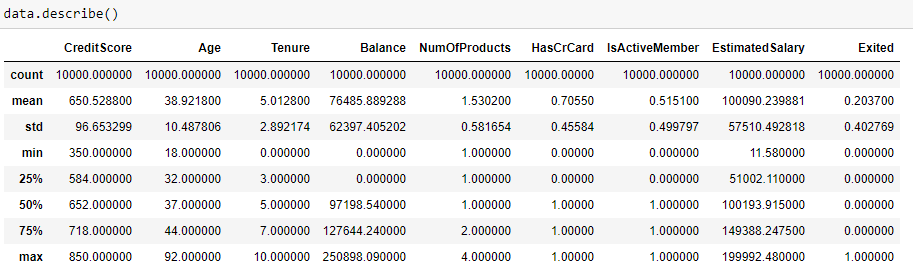 data.describe()
CreditScore Age Tenure Balance NumOfProducts HasCrCard IsActiveMember EstimatedSalary Exited
count 10000.000000 10000.000000 10000.000000 10000.000000 10000.000000 10000.00000 10000.000000 10000.000000 10000.000000
mean 650.528800 38.921800 5.012800 76485.889288 1.530200 0.70550 0.515100 100090.239881 0.203700
std 96.653299 10.487806 2.892174 62397.405202 0.581654 0.45584 0.499797 57510.492818 0.402769
min 350.000000 18.000000 0.000000 0.000000 1.000000 0.00000 0.000000 11.580000 0.000000
25% 584.000000 32.000000 3.000000 0.000000 1.000000 0.00000 0.000000 51002.110000 0.000000
50% 652.000000 37.000000 5.000000 97198.540000 1.000000 1.00000 1.000000 100193.915000 0.000000
75% 718.000000 44.000000 7.000000 127644.240000 2.000000 1.00000 1.000000 149388.247500 0.000000
max 850.000000 92.000000 10.000000 250898.090000 4.000000 1.00000 1.000000 199992.480000 1.000000